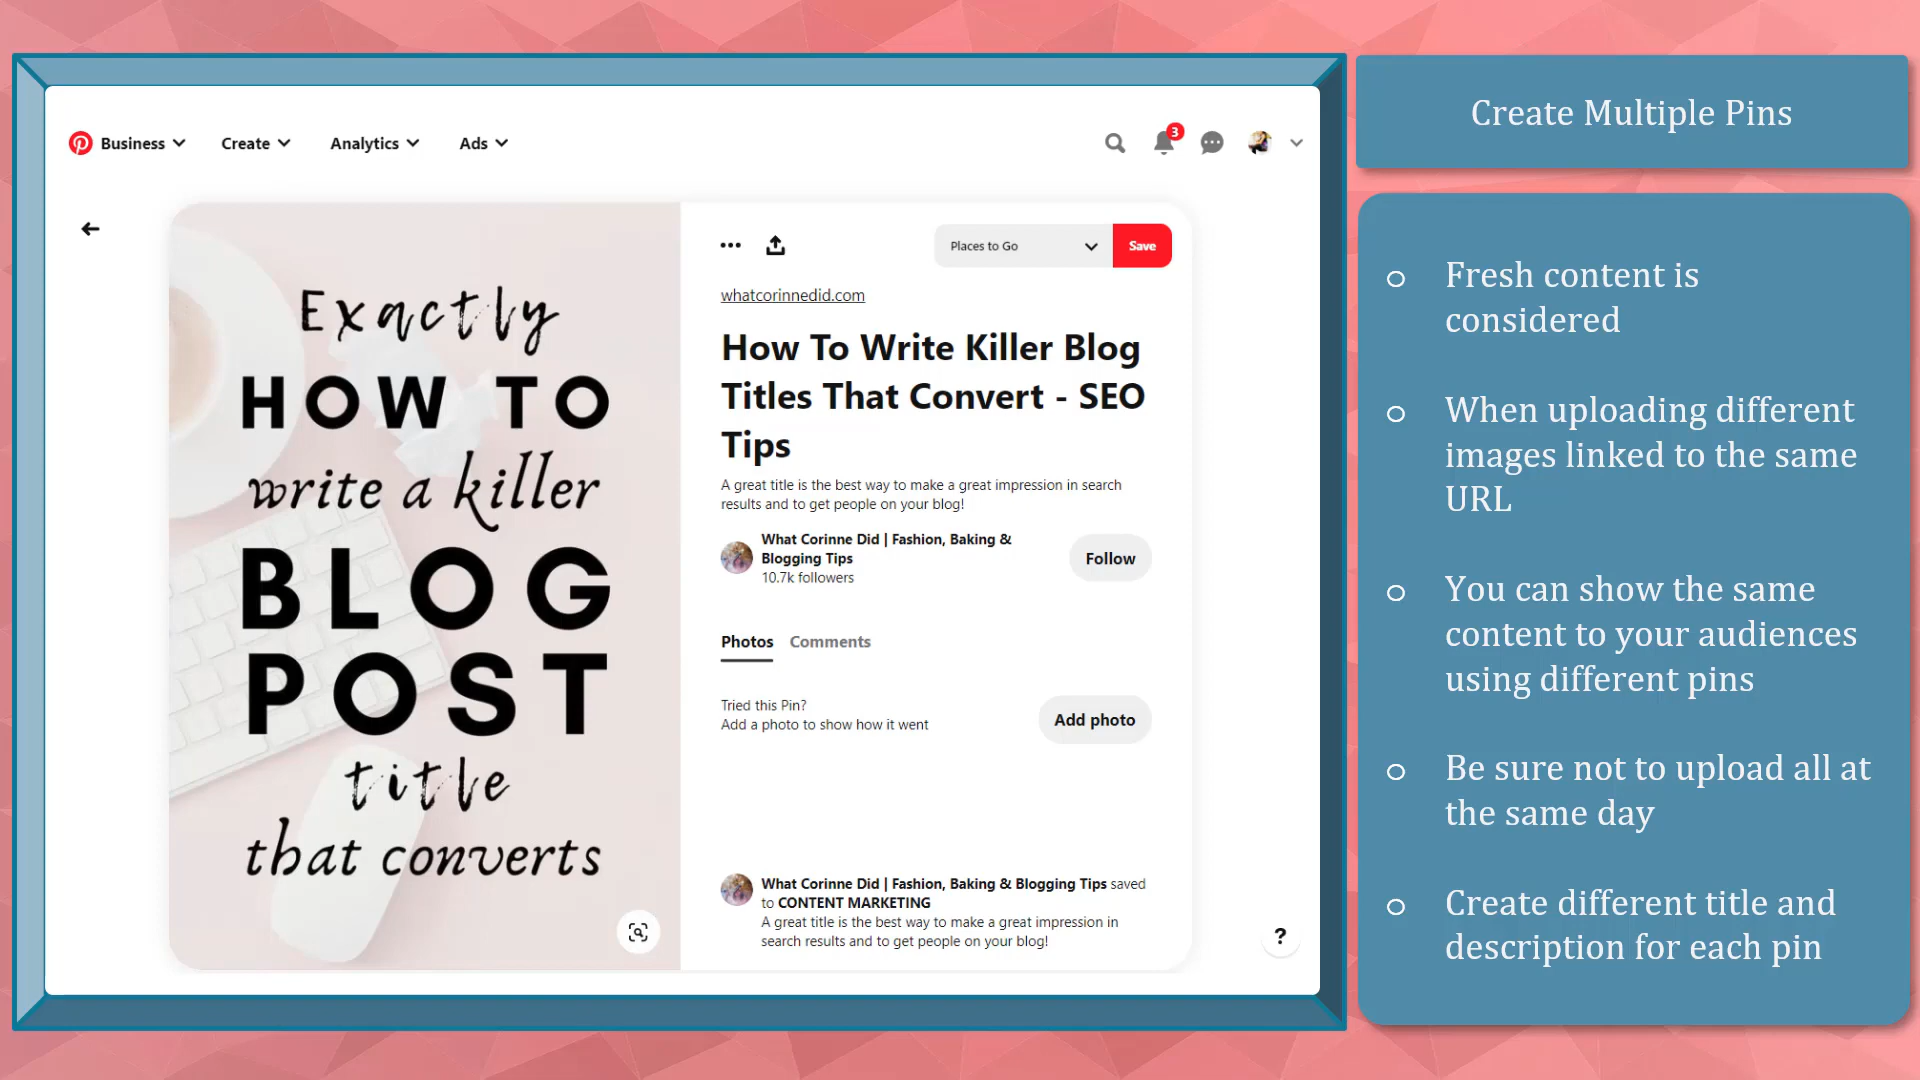 Business
Create
Analytics
Ads
3
Exactly
HOW TO
write a killer
BLOG
POST
title
that converts
Places to Go
Save
whatcorinnedid.com
How To Write Killer Blog
Titles That Convert - SEO
Tips
A great title is the best way to make a great impression in search
results and to get people on your blog!
What Corinne Did | Fashion, Baking &
Blogging Tips
10.7k followers
Follow
Photos
Comments
Tried this Pin?
Add a photo to show how it went
Add photo
What Corinne Did | Fashion, Baking & Blogging Tips saved
to CONTENT MARKETING
A great title is the best way to make a great impression in
search results and to get people on your blog!
?
Create Multiple Pins
Fresh content is
considered
When uploading different
images linked to the same
URL
You can show the same
content to your audiences
using different pins
Be sure not to upload all at
the same day
Create different title and
description for each pin